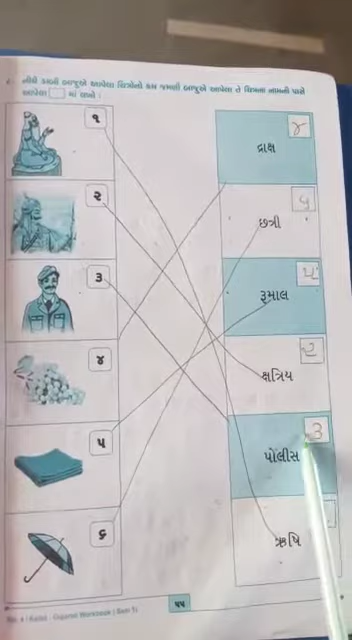 ૮. નીચે ડાબી બાજુએ આપેલા ચિત્રોનો ક્રમ જમણી બાજુએ આપેલા તે ચિત્રના નામની પાસે
આપેલા માં લખો :
૧
૪
દ્રાક્ષ
૨
છત્રી
૩
૫
રૂમાલ
૪
૨
ક્ષત્રિય
૫
૩
પોલીસ
૬
ઋષિ
૫૫